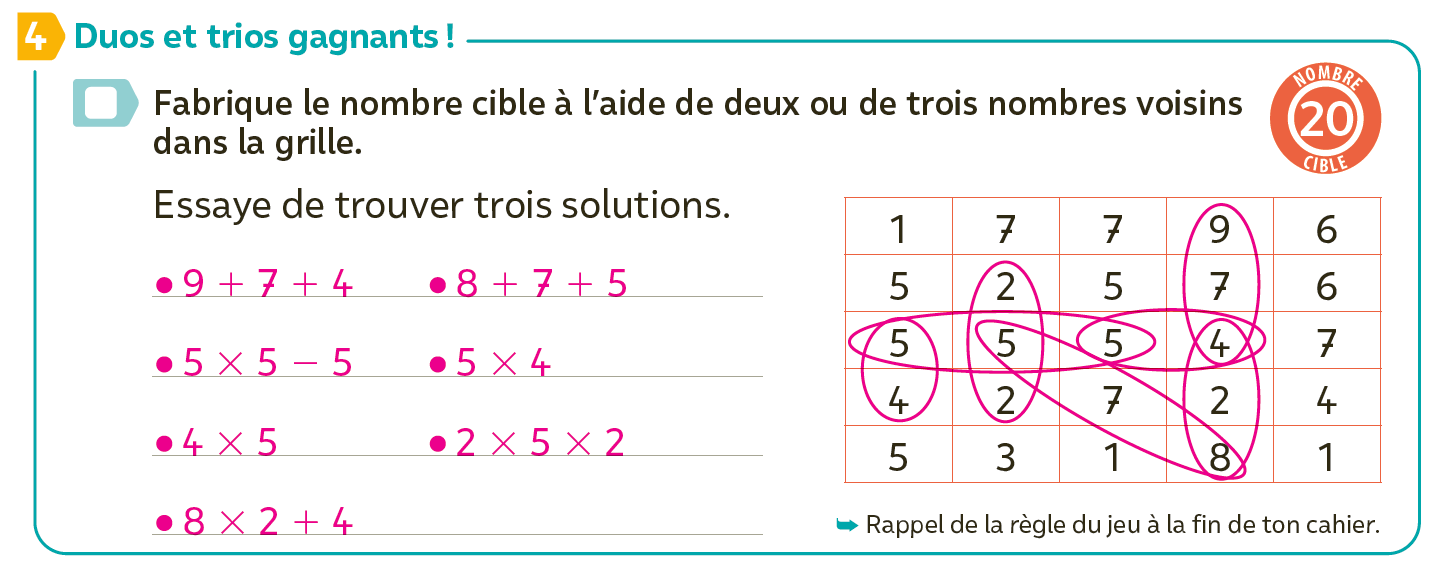 4 Duos et trios gagnants !
Fabrique le nombre cible à l’aide de deux ou de trois nombres voisins
dans la grille.
NOMBRE
20
CIBLE
Essaye de trouver trois solutions.
• 9 + 7 + 4 • 8 + 7 + 5
• 5 × 5 – 5 • 5 × 4
• 4 × 5 • 2 × 5 × 2
• 8 × 2 + 4
1 7 7 9 6
5 2 5 7 6
5 5 5 4 7
4 2 7 2 4
5 3 1 8 1
Rappel de la règle du jeu à la fin de ton cahier.